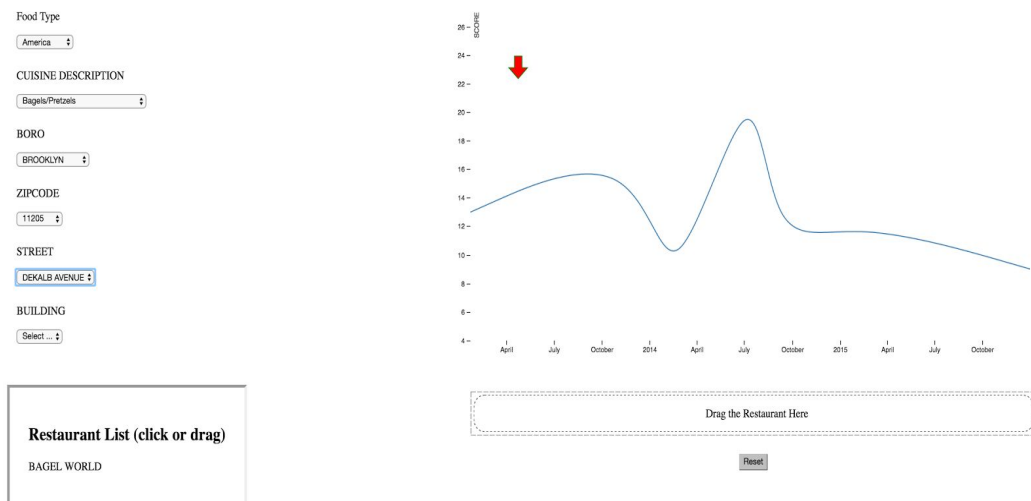 Food Type
America
CUISINE DESCRIPTION
Bagels/Pretzels
BORO
BROOKLYN
ZIPCODE
11205
STREET
DEKALB AVENUE
BUILDING
Select ...
Restaurant List (click or drag)
BAGEL WORLD
SCORE
26
24
22
20
18
16
14
12
10
8
6
4
April
July
October
2014
April
July
October
2015
April
July
October
Drag the Restaurant Here
Reset